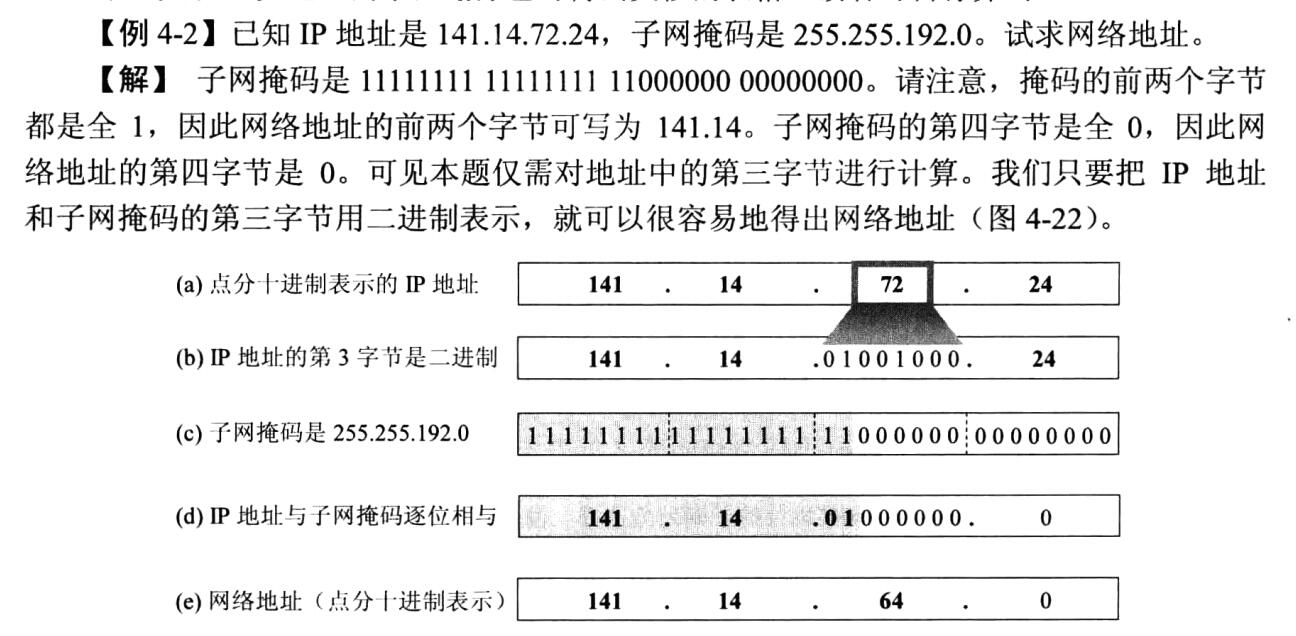 【例 4-2】已知 IP 地址是 141.14.72.24，子网掩码是 255.255.192.0。试求网络地址。
【解】 子网掩码是 11111111 11111111 11000000 00000000。请注意，掩码的前两个字节
都是全 1，因此网络地址的前两个字节可写为 141.14。子网掩码的第四字节是全 0，因此网
络地址的第四字节是 0。可见本题仅需对地址中的第三字节进行计算。我们只要把 IP 地址
和子网掩码的第三字节用二进制表示，就可以很容易地得出网络地址（图 4-22）。
(a) 点分十进制表示的 IP 地址 141 . 14 . 72 . 24
(b) IP 地址的第 3 字节是二进制 141 . 14 .01001000. 24
(c) 子网掩码是 255.255.192.0 11111111 11111111 11000000 00000000
(d) IP 地址与子网掩码逐位相与 141 . 14 .01000000. 0
(e) 网络地址（点分十进制表示） 141 . 14 . 64 . 0